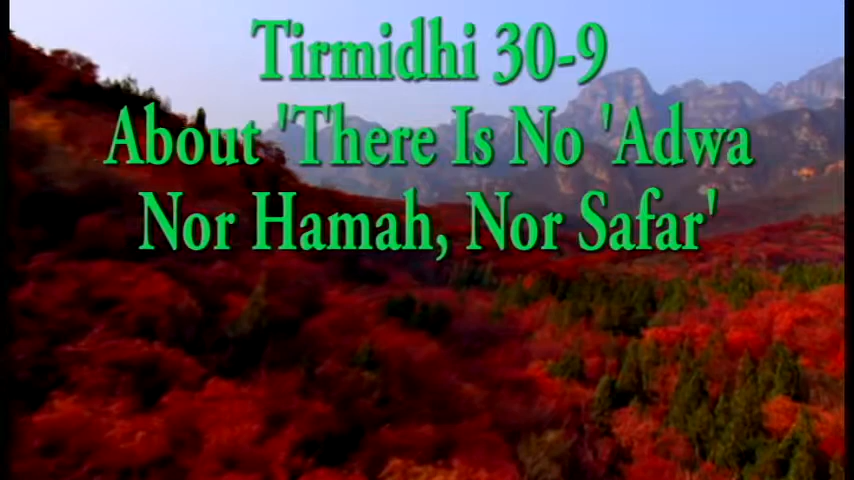 Tirmidhi 30-9
About 'There Is No 'Adwa
Nor Hamah, Nor Safar'